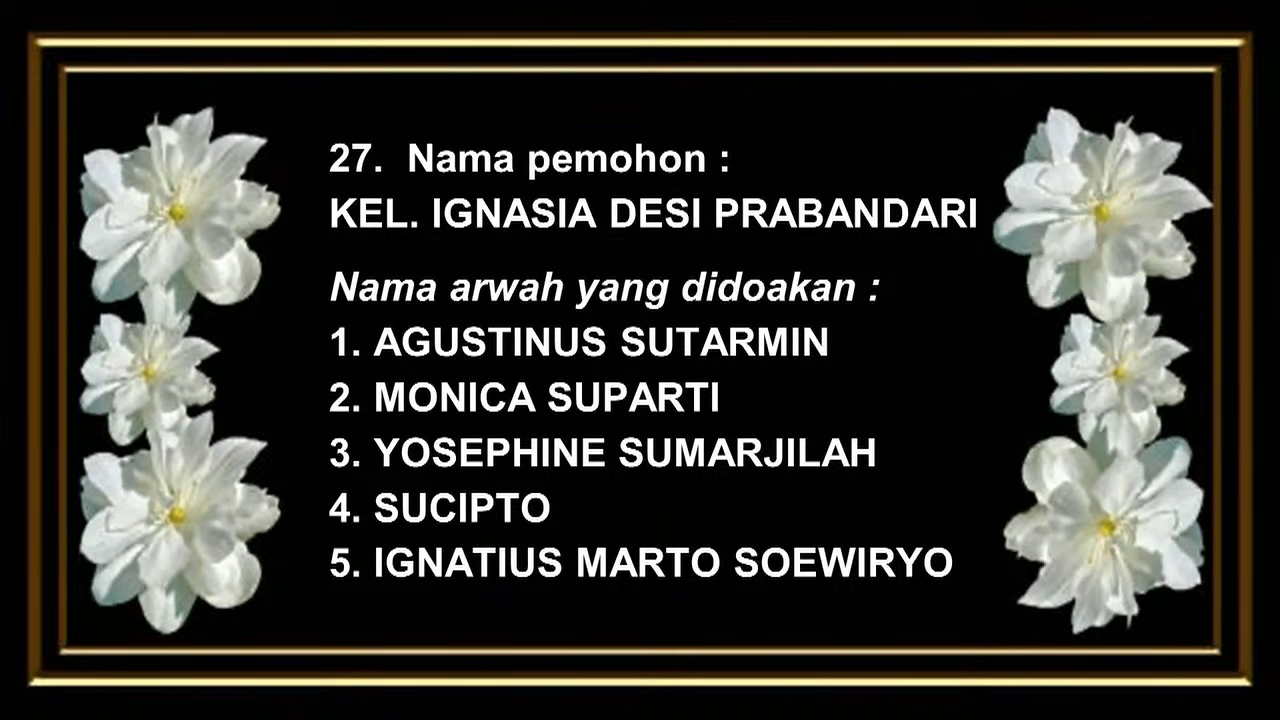 27. Nama pemohon :
KEL. IGNASIA DESI PRABANDARI
Nama arwah yang didoakan :
1. AGUSTINUS SUTARMIN
2. MONICA SUPARTI
3. YOSEPHINE SUMARJILAH
4. SUCIPTO
5. IGNATIUS MARTO SOEWIRYO